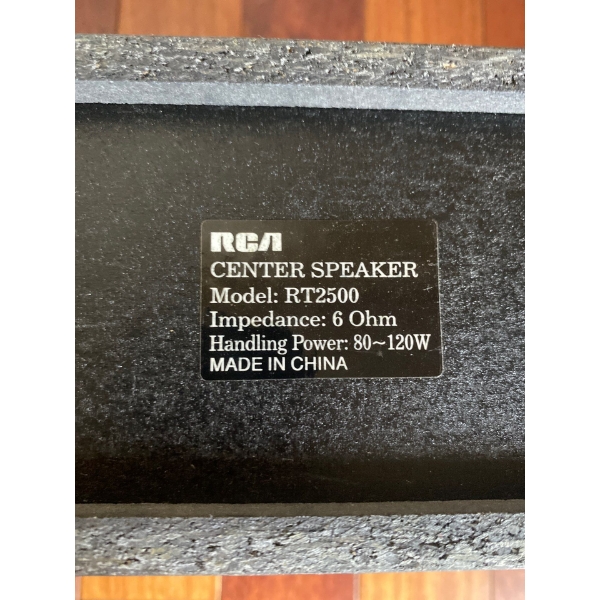 RCA
CENTER SPEAKER
Model: RT2500
Impedance: 6 Ohm
Handling Power: 80~120W
MADE IN CHINA